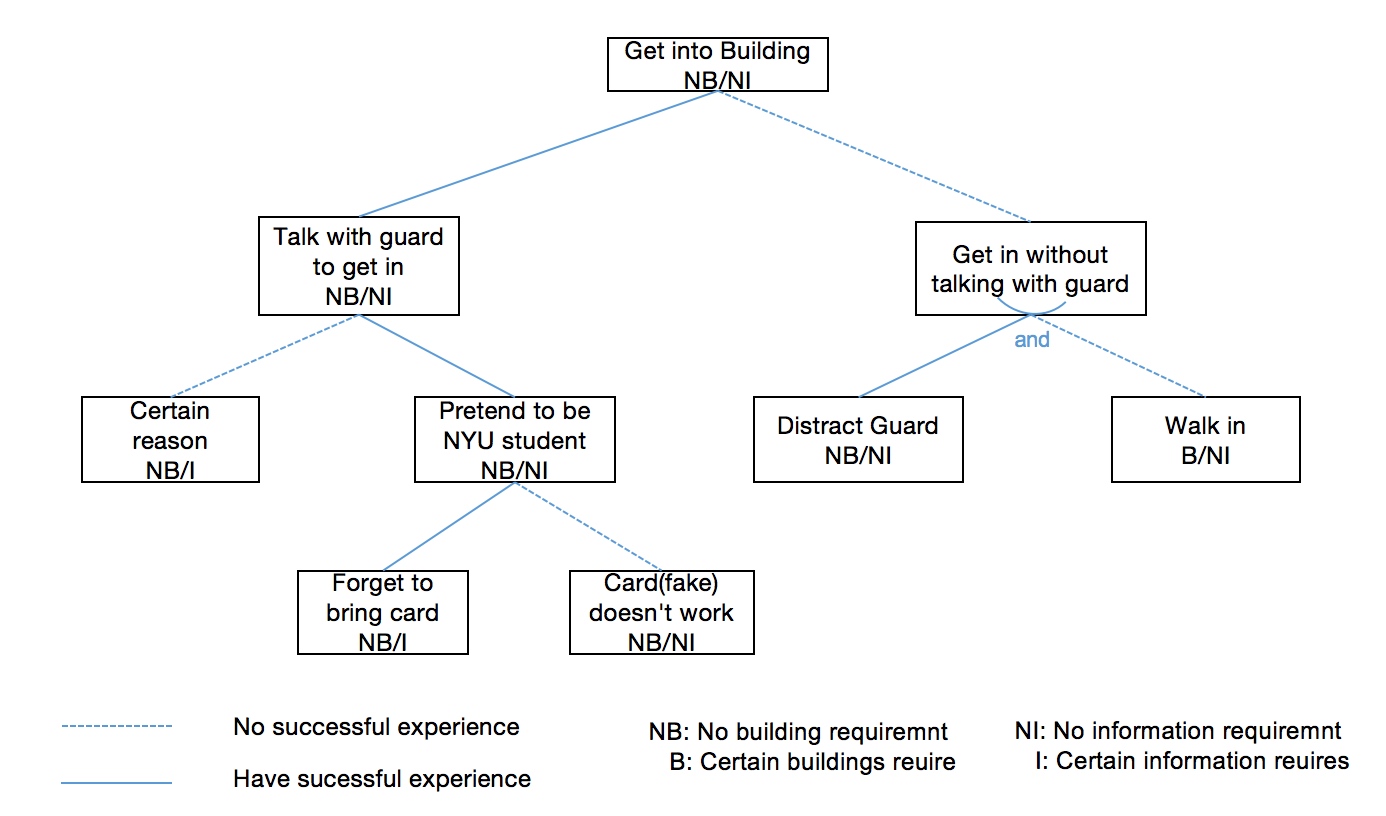 Get into Building
NB/NI
Talk with guard
to get in
NB/NI
Get in without
talking with guard
and
Certain
reason
NB/I
Pretend to be
NYU student
NB/NI
Distract Guard
NB/NI
Walk in
B/NI
Forget to
bring card
NB/I
Card(fake)
doesn't work
NB/NI
No successful experience
Have sucessful experience
NB: No building requiremnt
B: Certain buildings reuire
NI: No information requiremnt
I: Certain information reuires